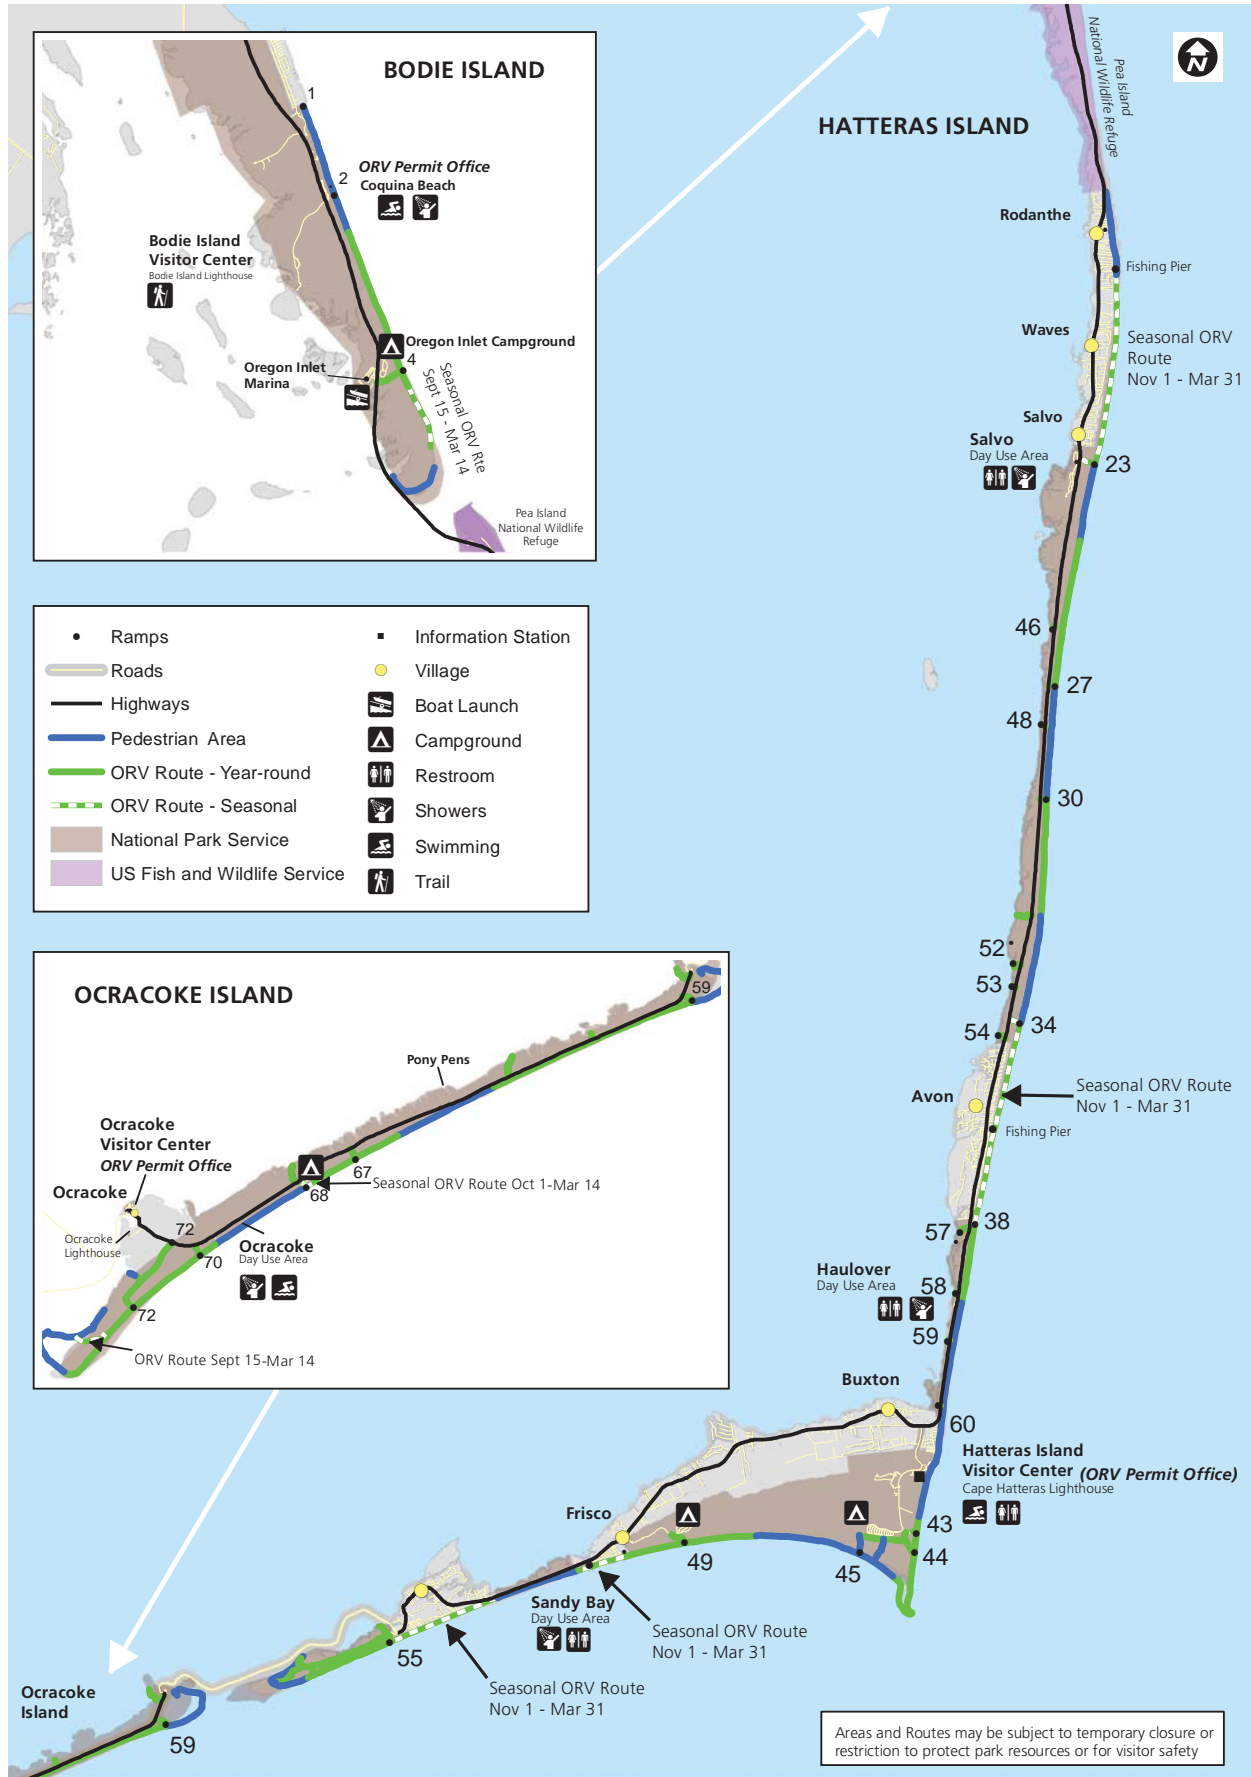 BODIE ISLAND
1
2
ORV Permit Office
Coquina Beach
Bodie Island
Visitor Center
Bodie Island Lighthouse
Oregon Inlet Campground
4
Oregon Inlet
Marina
Seasonal ORV Rte
Sept 15 - Mar 14
Pea Island
National Wildlife
Refuge
N
Pea Island
National Wildlife Refuge
HATTERAS ISLAND
Rodanthe
Fishing Pier
Waves
Seasonal ORV
Route
Nov 1 - Mar 31
Salvo
Salvo
Day Use Area
23
46
27
48
30
52
53
34
54
Seasonal ORV Route
Nov 1 - Mar 31
Avon
Fishing Pier
38
57
Haulover
Day Use Area
58
59
Buxton
60
Hatteras Island
Visitor Center (ORV Permit Office)
Cape Hatteras Lighthouse
43
44
45
Frisco
49
Sandy Bay
Day Use Area
Seasonal ORV Route
Nov 1 - Mar 31
55
Seasonal ORV Route
Nov 1 - Mar 31
Ocracoke
Island
59
Ramps
Roads
Highways
Pedestrian Area
ORV Route - Year-round
ORV Route - Seasonal
National Park Service
US Fish and Wildlife Service
Information Station
Village
Boat Launch
Campground
Restroom
Showers
Swimming
Trail
OCRACOKE ISLAND
59
Pony Pens
Ocracoke
Visitor Center
ORV Permit Office
Ocracoke
67
68
Seasonal ORV Route Oct 1-Mar 14
Ocracoke
Lighthouse
72
70
Ocracoke
Day Use Area
72
ORV Route Sept 15-Mar 14
Areas and Routes may be subject to temporary closure or
restriction to protect park resources or for visitor safety